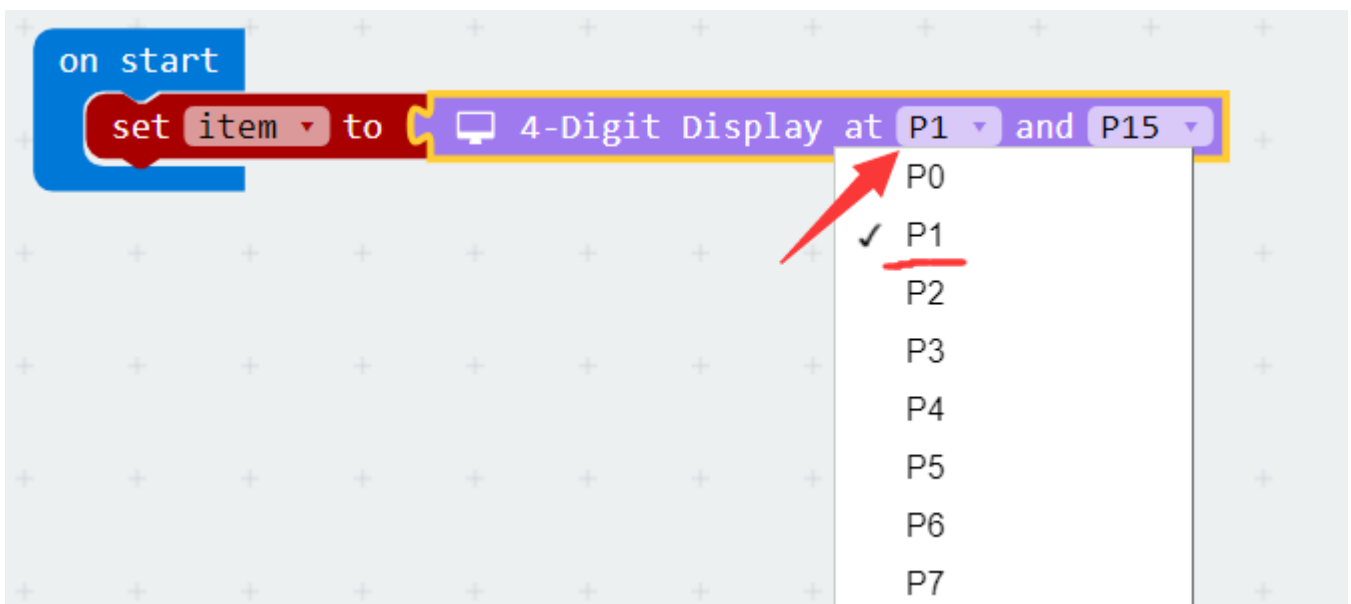 on start
set item to 4-Digit Display at P1 and P15
P0
✓ P1
P2
P3
P4
P5
P6
P7